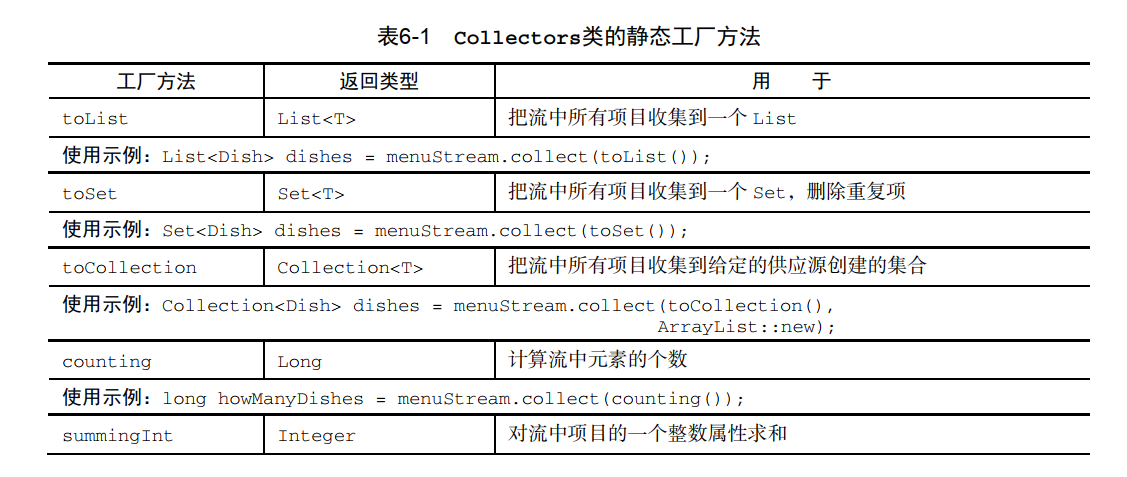 表6-1 Collectors类的静态工厂方法
工厂方法 返回类型 用 于
toList List<T> 把流中所有项目收集到一个 List
使用示例：List<Dish> dishes = menuStream.collect(toList());
toSet Set<T> 把流中所有项目收集到一个 Set，删除重复项
使用示例：Set<Dish> dishes = menuStream.collect(toSet());
toCollection Collection<T> 把流中所有项目收集到给定的供应源创建的集合
使用示例：Collection<Dish> dishes = menuStream.collect(toCollection(),
ArrayList::new);
counting Long 计算流中元素的个数
使用示例：long howManyDishes = menuStream.collect(counting());
summingInt Integer 对流中项目的一个整数属性求和